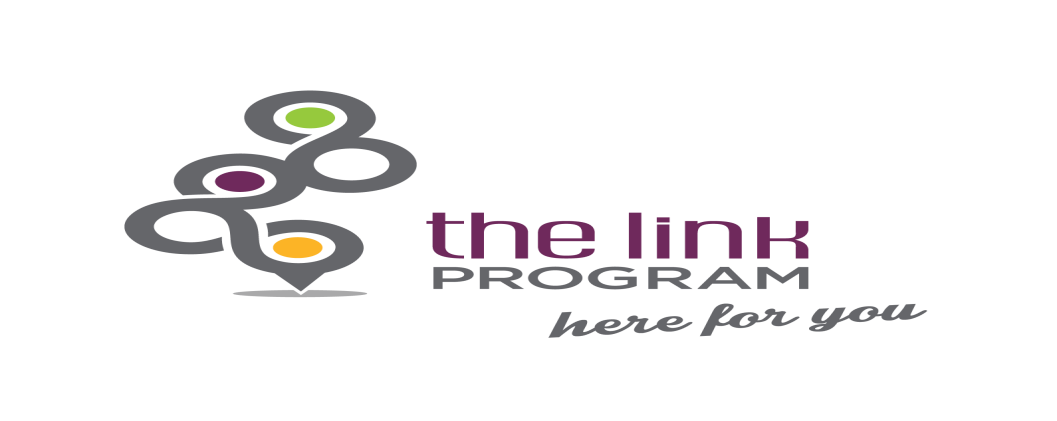 the link
PROGRAM
here for you